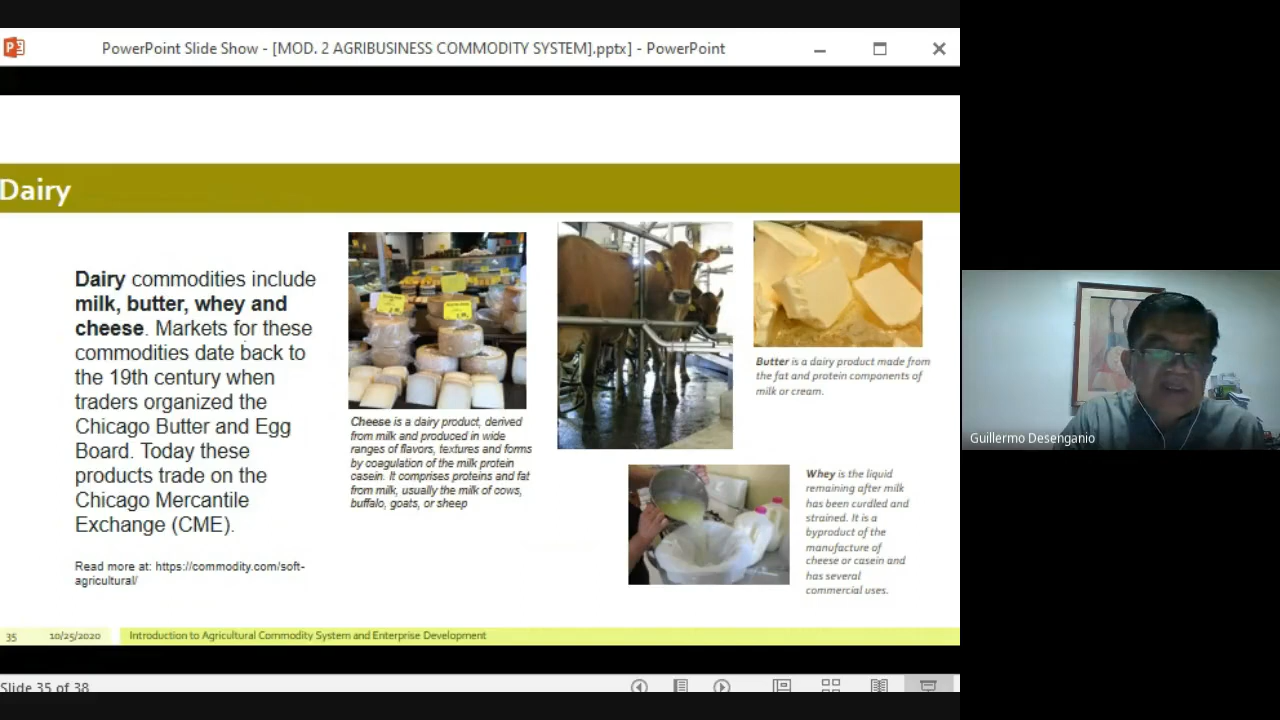 PowerPoint Slide Show - [MOD. 2 AGRIBUSINESS COMMODITY SYSTEM].pptx] - PowerPoint
Dairy
Dairy commodities include
milk, butter, whey and
cheese. Markets for these
commodities date back to
the 19th century when
traders organized the
Chicago Butter and Egg
Board. Today these
products trade on the
Chicago Mercantile
Exchange (CME).
Read more at: https://commodity.com/soft-
agricultural/
Cheese is a dairy product, derived
from milk and produced in wide
ranges of flavors, textures and forms
by coagulation of the milk protein
casein. It comprises proteins and fat
from milk, usually the milk of cows,
buffalo, goats, or sheep
Butter is a dairy product made from
the fat and protein components of
milk or cream.
Whey is the liquid
remaining after milk
has been curdled and
strained. It is a
byproduct of the
manufacture of
cheese or casein and
has several
commercial uses.
35 10/25/2020 Introduction to Agricultural Commodity System and Enterprise Development
Slide 35 of 38
Guillermo Desenganio